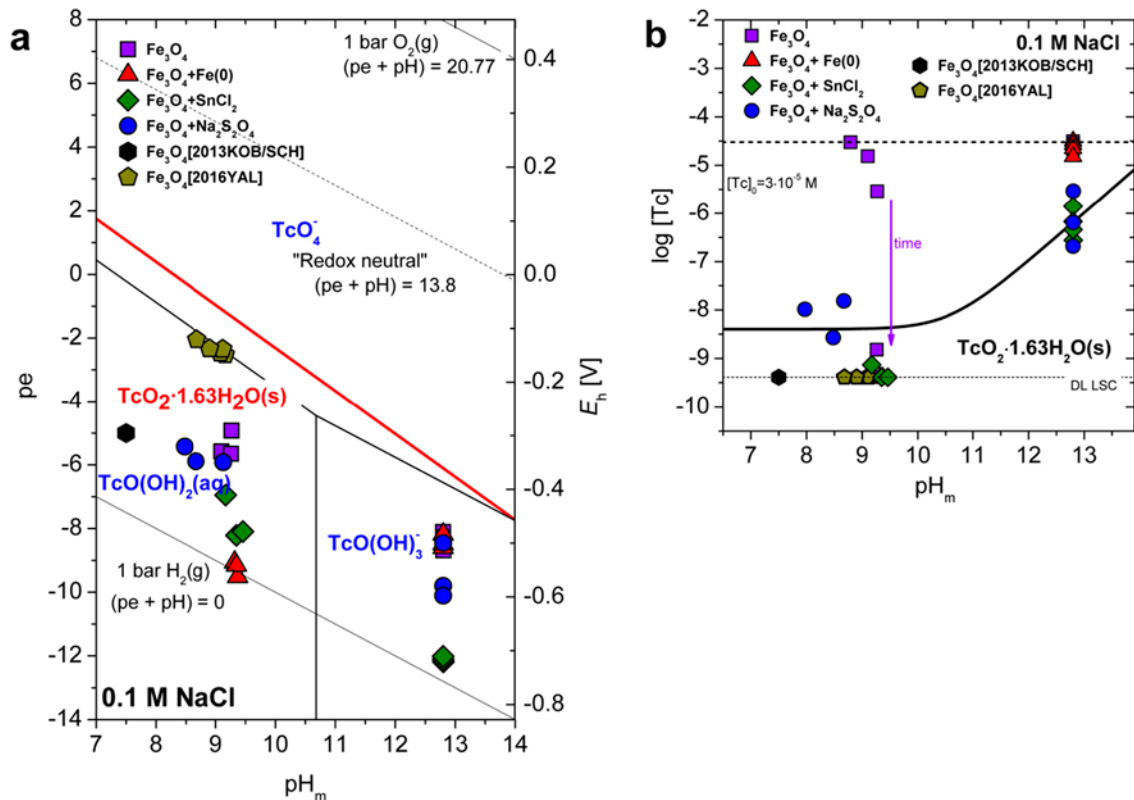 a
1 bar O₂(g)
(pe + pH) = 20.77
Fe₃O₄
Fe₃O₄+Fe(0)
Fe₃O₄+SnCl₂
Fe₃O₄+Na₂S₂O₄
Fe₃O₄[2013KOB/SCH]
Fe₃O₄[2016YAL]
TcO₄⁻
"Redox neutral"
(pe + pH) = 13.8
TcO₂·1.63H₂O(s)
TcO(OH)₂(aq)
TcO(OH)₃⁻
1 bar H₂(g)
(pe + pH) = 0
0.1 M NaCl
8
6
4
2
0
-2
-4
-6
-8
-10
-12
-14
pe
0.4
0.2
0.0
-0.2
-0.4
-0.6
-0.8
Eₕ [V]
7 8 9 10 11 12 13 14
pHₘ
b
0.1 M NaCl
Fe₃O₄
Fe₃O₄+ Fe(0)
Fe₃O₄+ SnCl₂
Fe₃O₄+ Na₂S₂O₄
Fe₃O₄[2013KOB/SCH]
Fe₃O₄[2016YAL]
[Tc]₀=3·10⁻⁵ M
time
TcO₂·1.63H₂O(s)
DL LSC
-2
-3
-4
-5
-6
-7
-8
-9
-10
log [Tc]
7 8 9 10 11 12 13
pHₘ